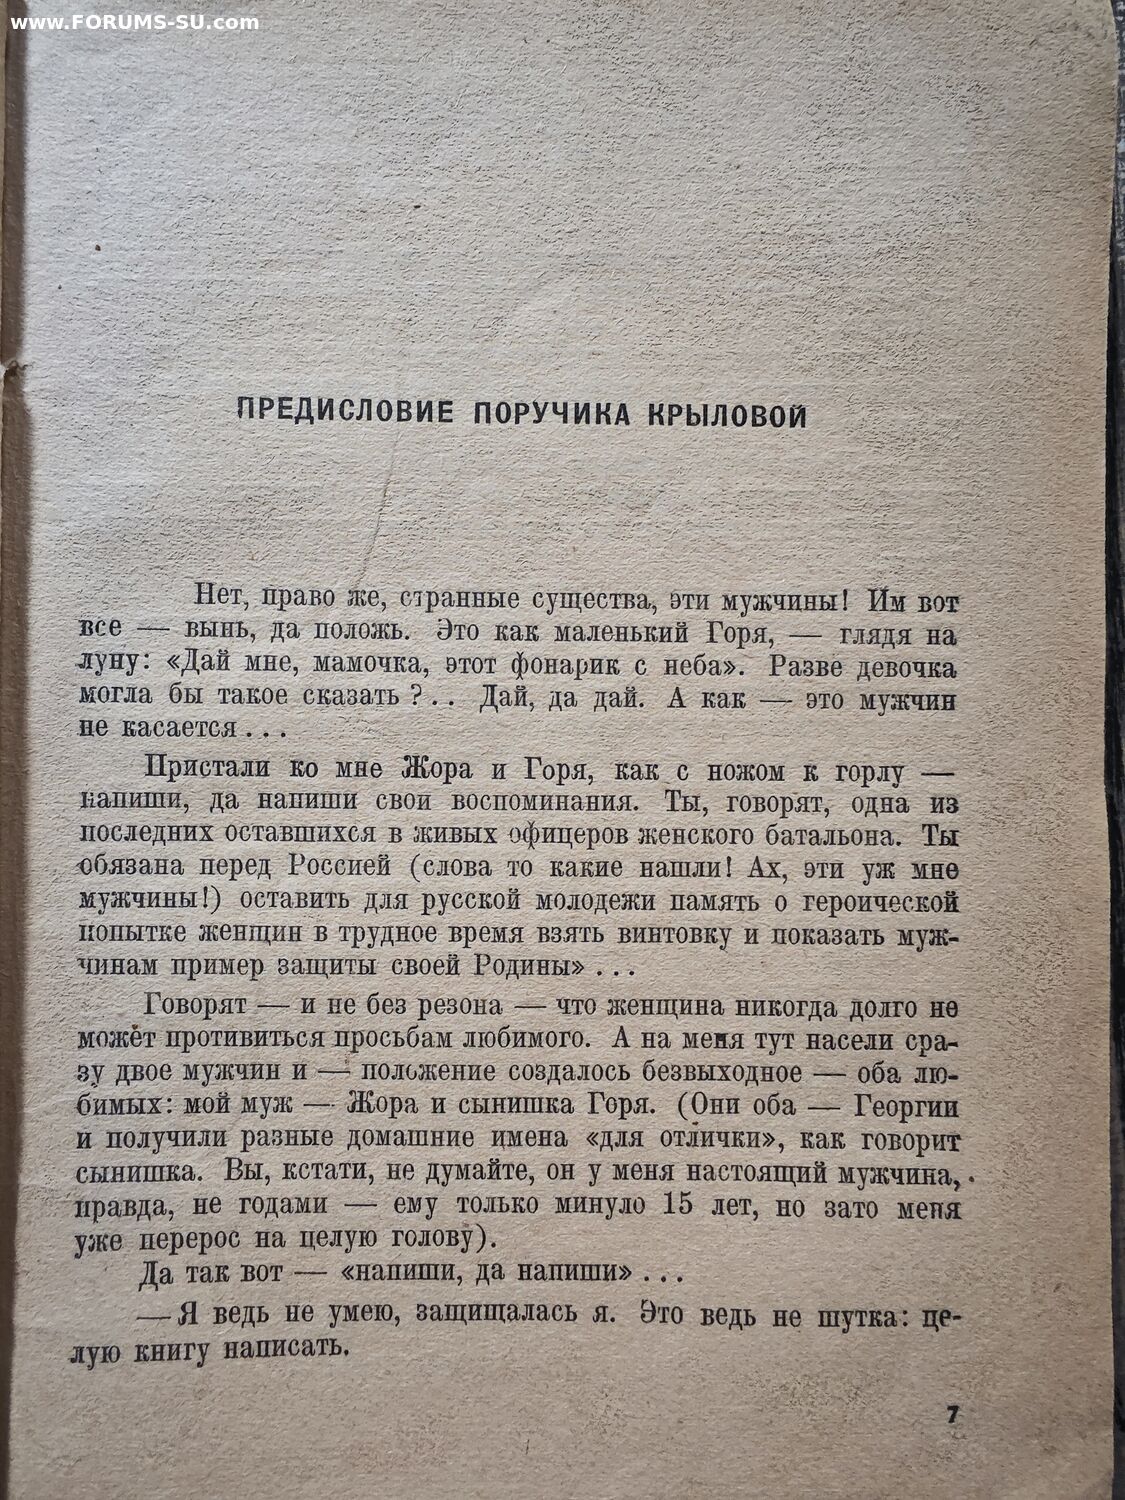 www.FORUMS-SU.com
ПРЕДИСЛОВИЕ ПОРУЧИКА КРЫЛОВОЙ
Нет, право же, странные существа, эти мужчины! Им вот
все — вынь, да положь. Это как маленький Горя, — глядя на
луну: «Дай мне, мамочка, этот фонарик с неба». Разве девочка
могла бы такое сказать?.. Дай, да дай. А как — это мужчин
не касается...
Пристали ко мне Жора и Горя, как с ножом к горлу —
напиши, да напиши свои воспоминания. Ты, говорят, одна из
последних оставшихся в живых офицеров женского батальона. Ты
обязана перед Россией (слова то какие нашли! Ах, эти уж мне
мужчины!) оставить для русской молодежи память о героической
попытке женщин в трудное время взять винтовку и показать муж-
чинам пример защиты своей Родины»...
Говорят — и не без резона — что женщина никогда долго не
может противиться просьбам любимого. А на меня тут насели сра-
зу двое мужчин и — положение создалось безвыходное — оба лю-
бимых: мой муж — Жора и сынишка Горя. (Они оба — Георгии
и получили разные домашние имена «для отлички», как говорит
сынишка. Вы, кстати, не думайте, он у меня настоящий мужчина,
правда, не годами — ему только минуло 15 лет, но зато меня
уже перерос на целую голову).
Да так вот — «напиши, да напиши»...
— Я ведь не умею, защищалась я. Это ведь не шутка: це-
лую книгу написать.
7